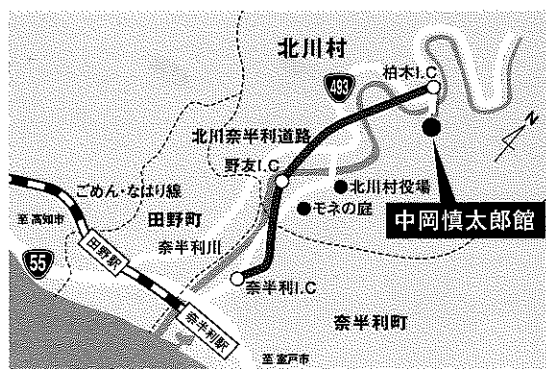 北川村
柏木I.C
493
北川奈半利道路
野友I.C
ごめん・なはり線
北川村役場
モネの庭
中岡慎太郎館
至 高知市
田野町
奈半利川
55
田野駅
奈半利I.C
奈半利駅
奈半利町
至 室戸市
N